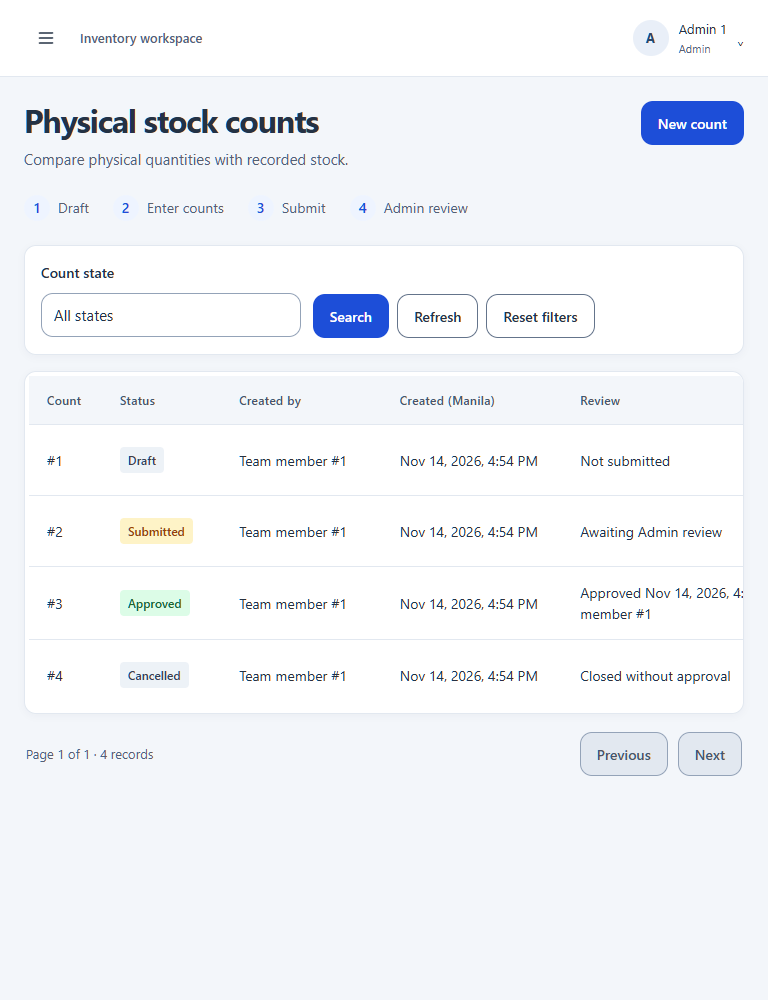 Inventory workspace
A
Admin 1
Admin
Physical stock counts
New count
Compare physical quantities with recorded stock.
1 Draft 2 Enter counts 3 Submit 4 Admin review
Count state
All states
Search
Refresh
Reset filters
Count Status Created by Created (Manila) Review
#1 Draft Team member #1 Nov 14, 2026, 4:54 PM Not submitted
#2 Submitted Team member #1 Nov 14, 2026, 4:54 PM Awaiting Admin review
#3 Approved Team member #1 Nov 14, 2026, 4:54 PM Approved Nov 14, 2026, 4:
member #1
#4 Cancelled Team member #1 Nov 14, 2026, 4:54 PM Closed without approval
Page 1 of 1 · 4 records
Previous
Next